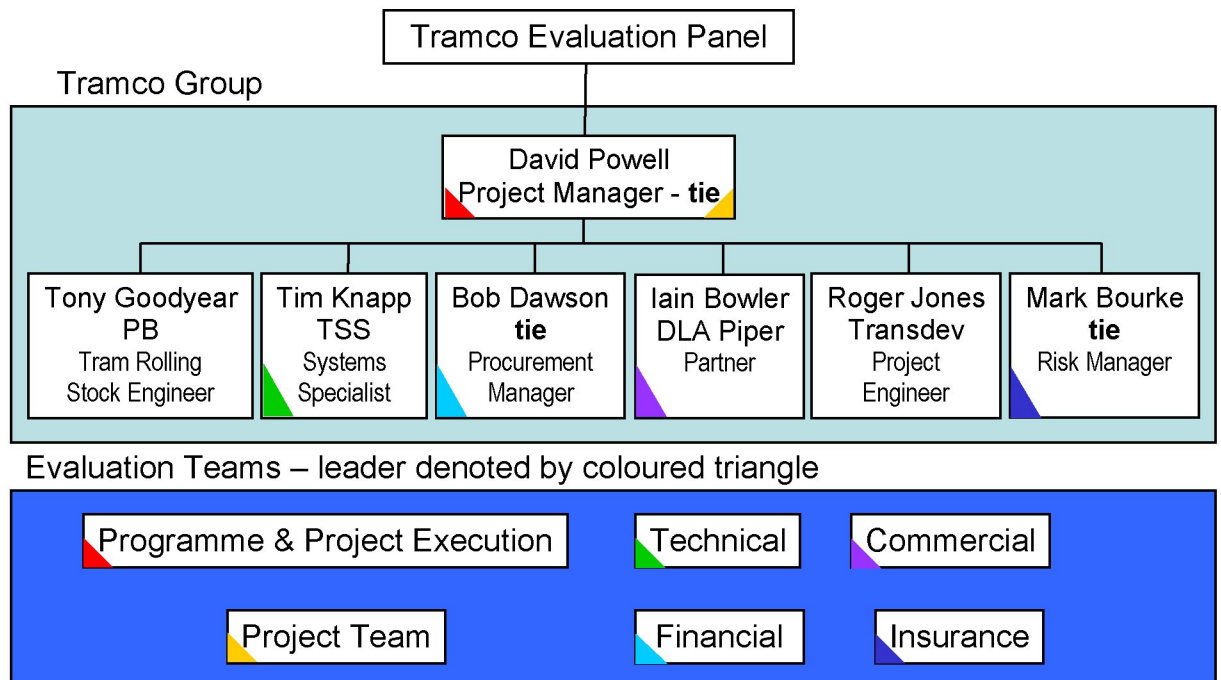 Tramco Evaluation Panel
Tramco Group
David Powell
Project Manager - tie
Tony Goodyear
PB
Tram Rolling
Stock Engineer
Tim Knapp
TSS
Systems
Specialist
Bob Dawson
tie
Procurement
Manager
Iain Bowler
DLA Piper
Partner
Roger Jones
Transdev
Project
Engineer
Mark Bourke
tie
Risk Manager
Evaluation Teams – leader denoted by coloured triangle
Programme & Project Execution
Technical
Commercial
Project Team
Financial
Insurance